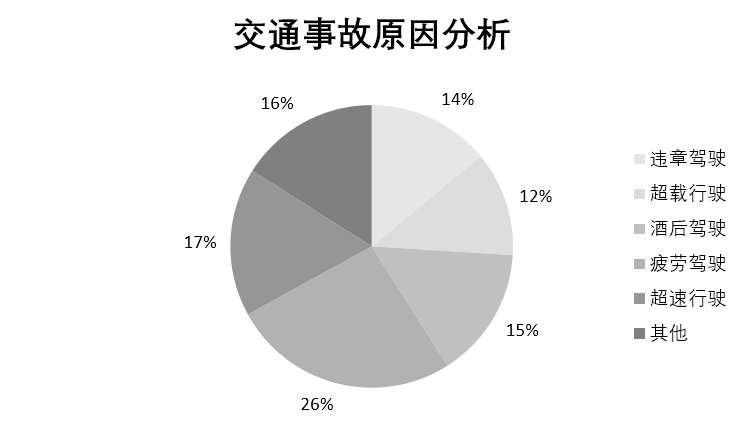 交通事故原因分析
16%
14%
12%
17%
15%
26%
违章驾驶
超载行驶
酒后驾驶
疲劳驾驶
超速行驶
其他